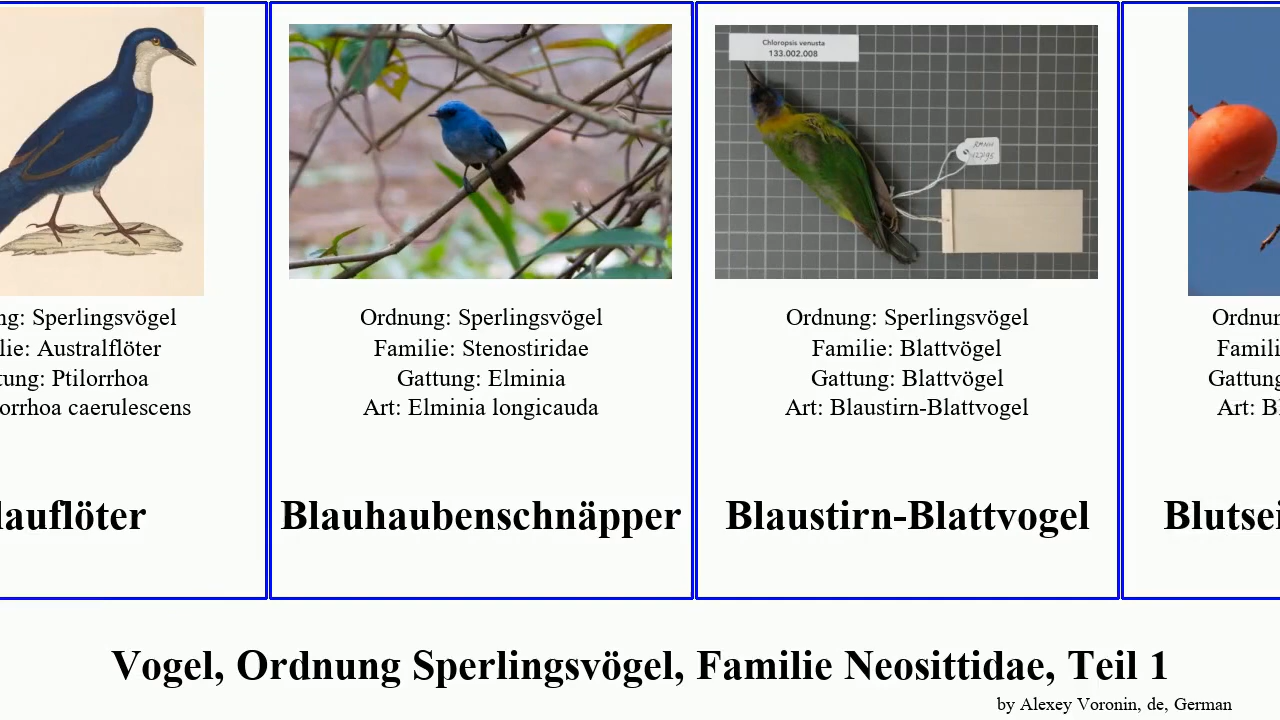 ng: Sperlingsvögel
lie: Australflöter
tung: Ptilorrhoa
orrhoa caerulescens
lauflöter
Chloropsis venusta
133.002.008
RMNH
Ordnung: Sperlingsvögel
Familie: Stenostiridae
Gattung: Elminia
Art: Elminia longicauda
Blauhaubenschnäpper
Ordnung: Sperlingsvögel
Familie: Blattvögel
Gattung: Blattvögel
Art: Blaustirn-Blattvogel
Blaustirn-Blattvogel
Ordnun
Famili
Gattung
Art: B
Blutsei
Vogel, Ordnung Sperlingsvögel, Familie Neosittidae, Teil 1
by Alexey Voronin, de, German